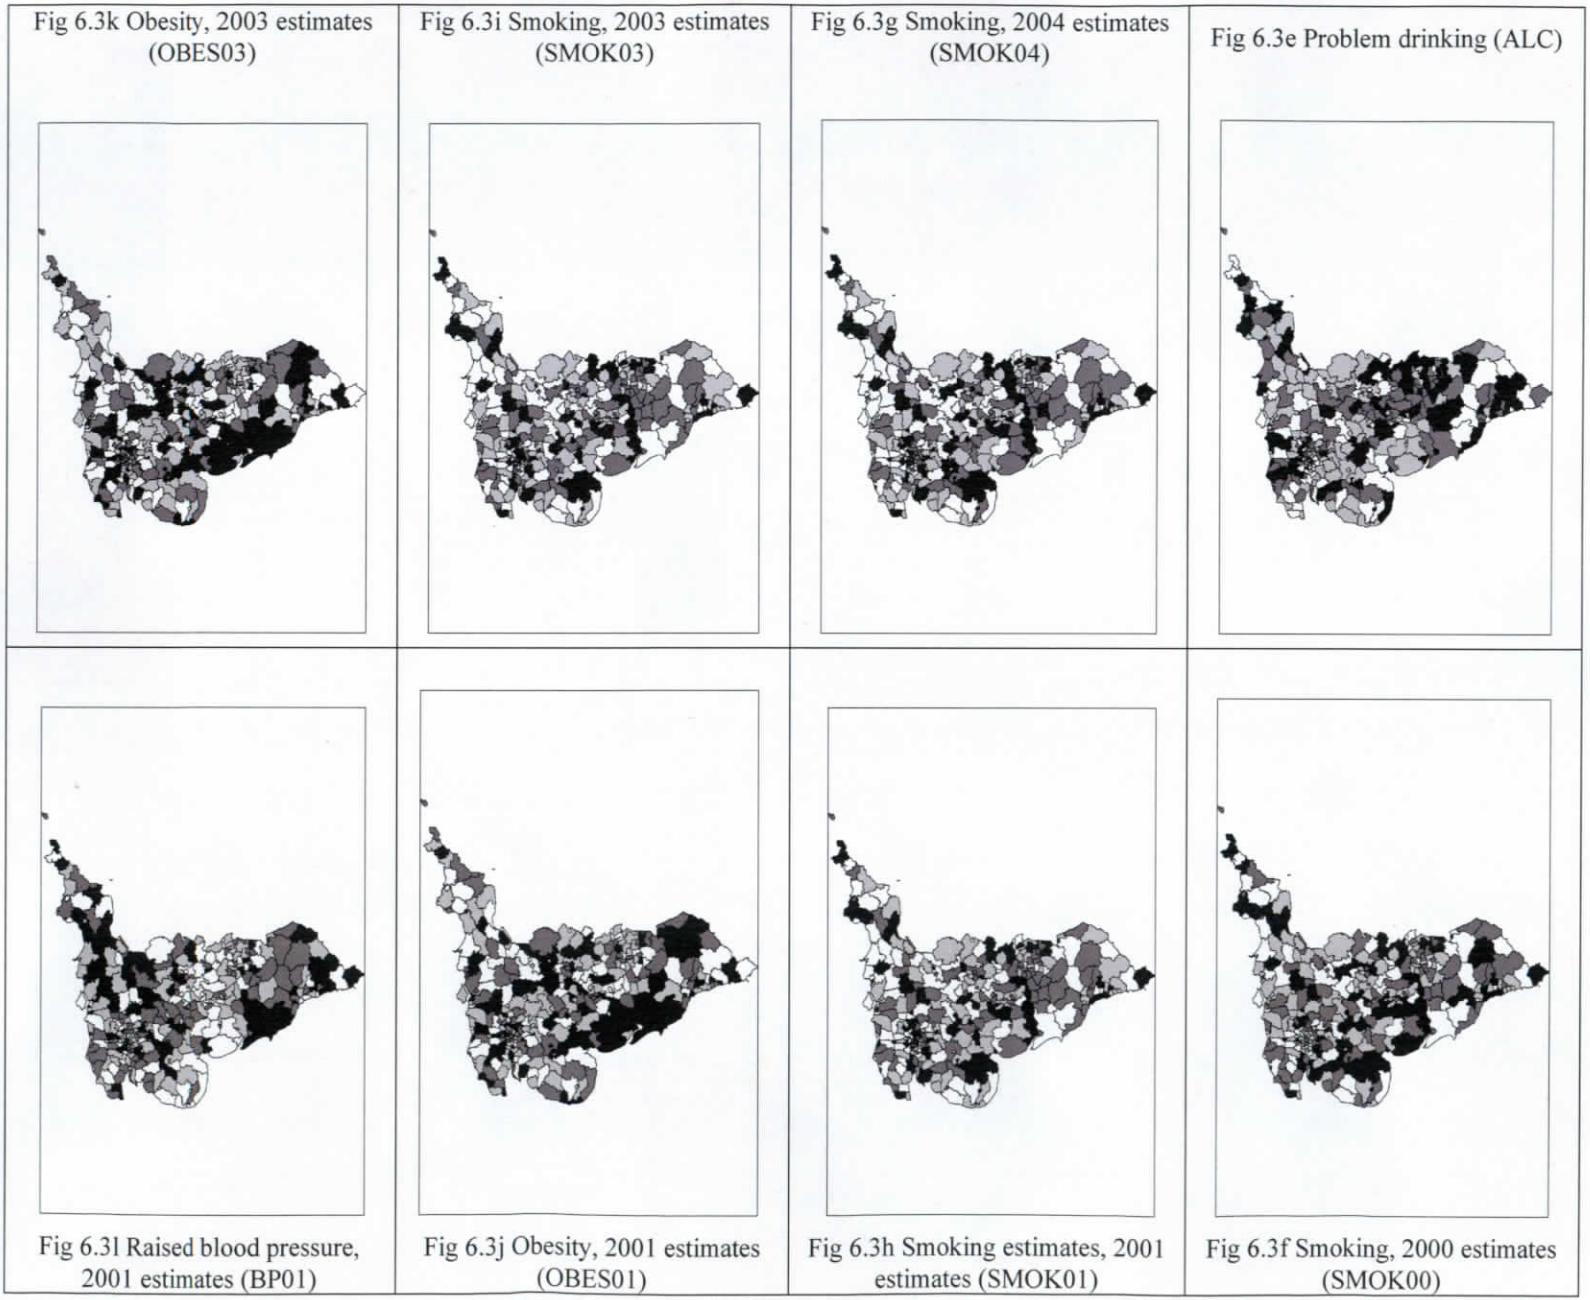 Fig 6.3k Obesity, 2003 estimates
(OBES03)
Fig 6.3i Smoking, 2003 estimates
(SMOK03)
Fig 6.3g Smoking, 2004 estimates
(SMOK04)
Fig 6.3e Problem drinking (ALC)
Fig 6.3l Raised blood pressure,
2001 estimates (BP01)
Fig 6.3j Obesity, 2001 estimates
(OBES01)
Fig 6.3h Smoking estimates, 2001
estimates (SMOK01)
Fig 6.3f Smoking, 2000 estimates
(SMOK00)